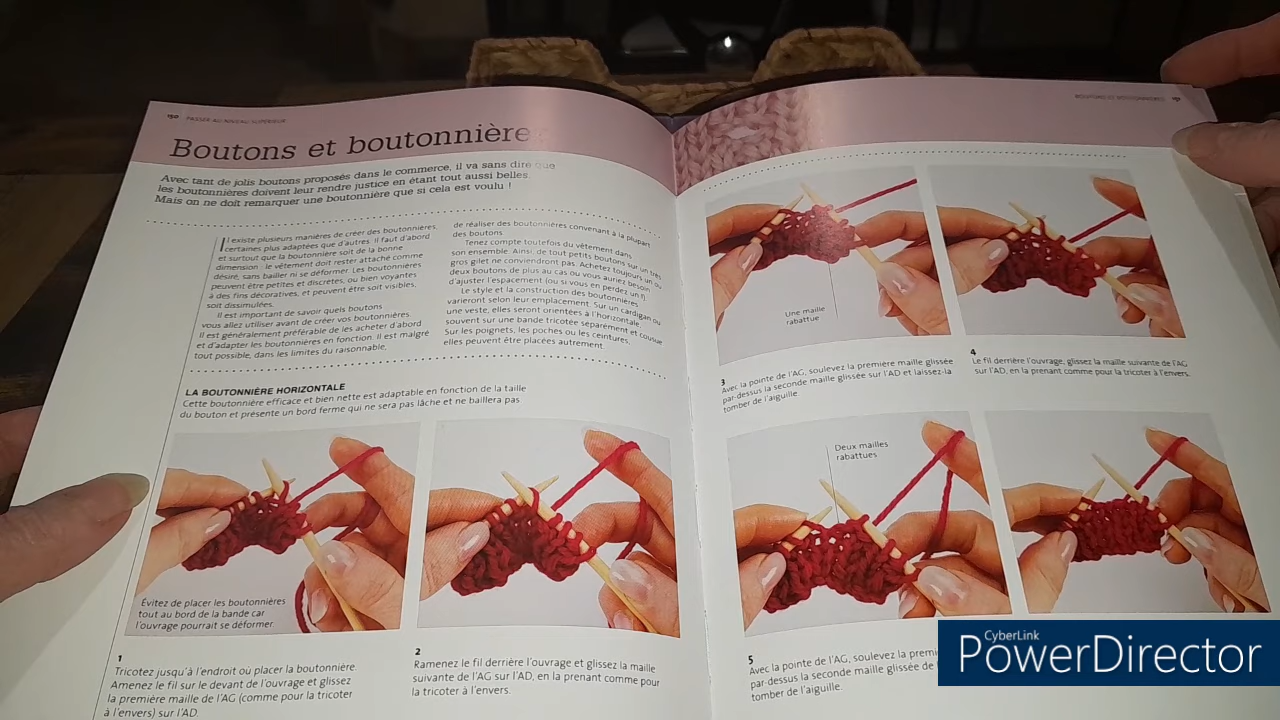 150 PASSER AU NIVEAU SUPÉRIEUR
Boutons et boutonnière
Avec tant de jolis boutons proposés dans le commerce, il va sans dire que
les boutonnières doivent leur rendre justice en étant tout aussi belles.
Mais on ne doit remarquer une boutonnière que si cela est voulu !
Il existe plusieurs manières de créer des boutonnières,
certaines plus adaptées que d'autres. Il faut d'abord
et surtout que la boutonnière soit de la bonne
dimension : le vêtement doit rester attaché comme
désiré, sans bailler ni se déformer. Les boutonnières
peuvent être petites et discrètes, ou bien voyantes
à des fins décoratives, et peuvent être soit visibles,
soit dissimulées.
Il est important de savoir quels boutons
vous allez utiliser avant de créer vos boutonnières.
Il est généralement préférable de les acheter d'abord
et d'adapter les boutonnières en fonction. Il est malgré
tout possible, dans les limites du raisonnable,
de réaliser des boutonnières convenant à la plupart
des boutons.
Tenez compte toutefois du vêtement dans
son ensemble. Ainsi, de tout petits boutons sur un très
gros gilet ne conviendront pas. Achetez toujours un ou
deux boutons de plus au cas où vous auriez besoin
d'ajuster l'espacement (ou si vous en perdez un !)
Le style et la construction des boutonnières
varieront selon leur emplacement. Sur un cardigan ou
une veste, elles seront orientées à l'horizontale,
souvent sur une bande tricotée séparément et cousue
Sur les poignets, les poches ou les ceintures,
elles peuvent être placées autrement.
LA BOUTONNIÈRE HORIZONTALE
Cette boutonnière efficace et bien nette est adaptable en fonction de la taille
du bouton et présente un bord ferme qui ne sera pas lâche et ne baillera pas
Évitez de placer les boutonnières
tout au bord de la bande car
l'ouvrage pourrait se déformer
1
Tricotez jusqu'à l'endroit où placer la boutonnière.
Amenez le fil sur le devant de l'ouvrage et glissez
la première maille de l'AG (comme pour la tricoter
à l'envers) sur l'AD.
2
Ramenez le fil derrière l'ouvrage et glissez la maille
suivante de l'AG sur l'AD, en la prenant comme pour
la tricoter à l'envers.
BOUTONS ET BOUTONNIÈRES 151
Une maille
rabattue
3
Avec la pointe de l'AG, soulevez la première maille glissée
par-dessus la seconde maille glissée sur l'AD et laissez-la
tomber de l'aiguille
4
Le fil derrière l'ouvrage, glissez la maille suivante de l'AG
sur l'AD, en la prenant comme pour la tricoter à l'envers.
Deux mailles
rabattues
5
Avec la pointe de l'AG, soulevez la premi
par-dessus la seconde maille glissée de
tomber de l'aiguille.
CyberLink
PowerDirector